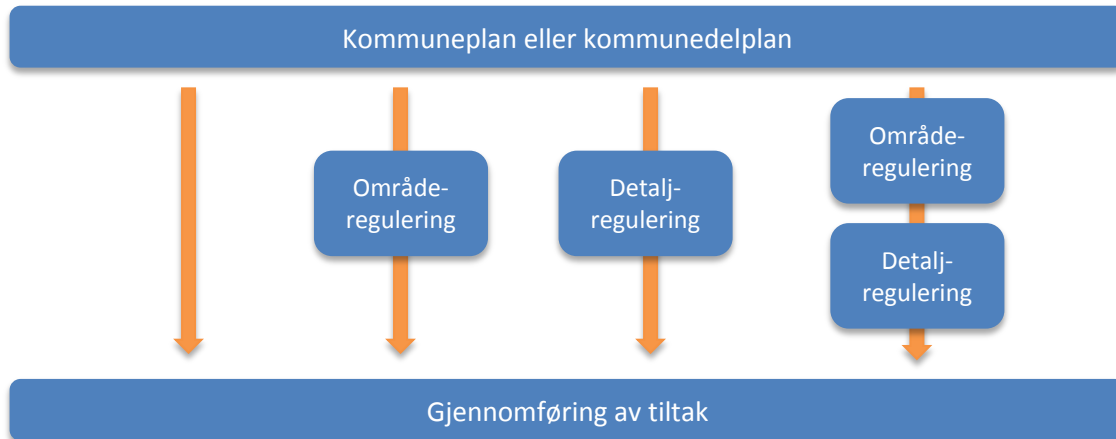 Kommuneplan eller kommunedelplan
Område-
regulering
Detalj-
regulering
Område-
regulering
Detalj-
regulering
Gjennomføring av tiltak